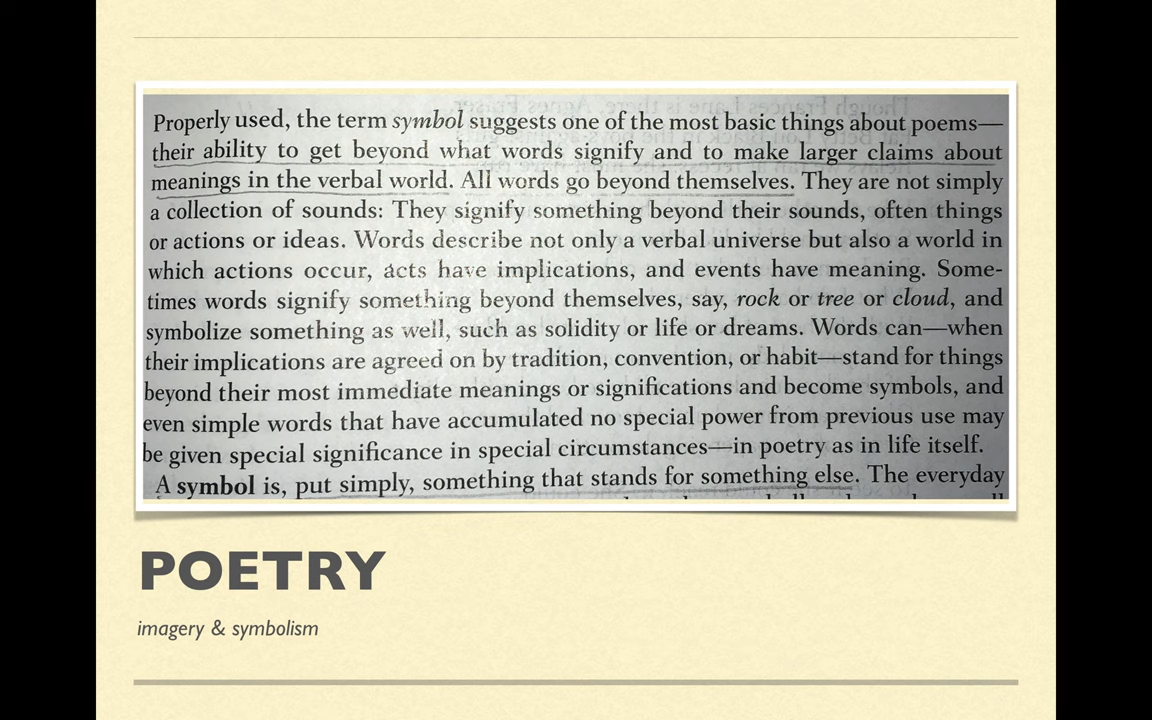 Properly used, the term symbol suggests one of the most basic things about poems—
their ability to get beyond what words signify and to make larger claims about
meanings in the verbal world. All words go beyond themselves. They are not simply
a collection of sounds: They signify something beyond their sounds, often things
or actions or ideas. Words describe not only a verbal universe but also a world in
which actions occur, acts have implications, and events have meaning. Some-
times words signify something beyond themselves, say, rock or tree or cloud, and
symbolize something as well, such as solidity or life or dreams. Words can—when
their implications are agreed on by tradition, convention, or habit—stand for things
beyond their most immediate meanings or significations and become symbols, and
even simple words that have accumulated no special power from previous use may
be given special significance in special circumstances—in poetry as in life itself.
A symbol is, put simply, something that stands for something else. The everyday
POETRY
imagery & symbolism